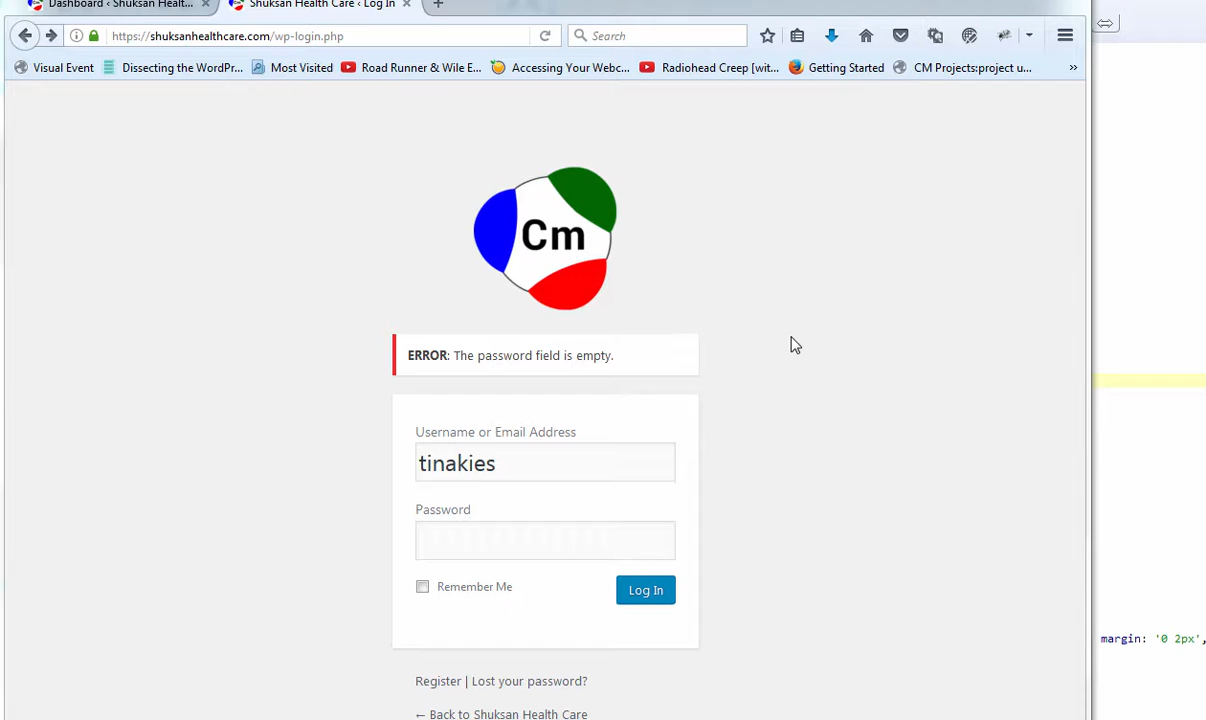 Dashboard ‹ Shuksan Healt...
Shuksan Health Care ‹ Log In
https://shuksanhealthcare.com/wp-login.php
Search
Visual Event
Dissecting the WordPr...
Most Visited
Road Runner & Wile E...
Accessing Your Webc...
Radiohead Creep [wit...
Getting Started
CM Projects:project u...
»
Cm
ERROR: The password field is empty.
Username or Email Address
tinakies
Password
Remember Me
Log In
Register | Lost your password?
← Back to Shuksan Health Care
margin: '0 2px',